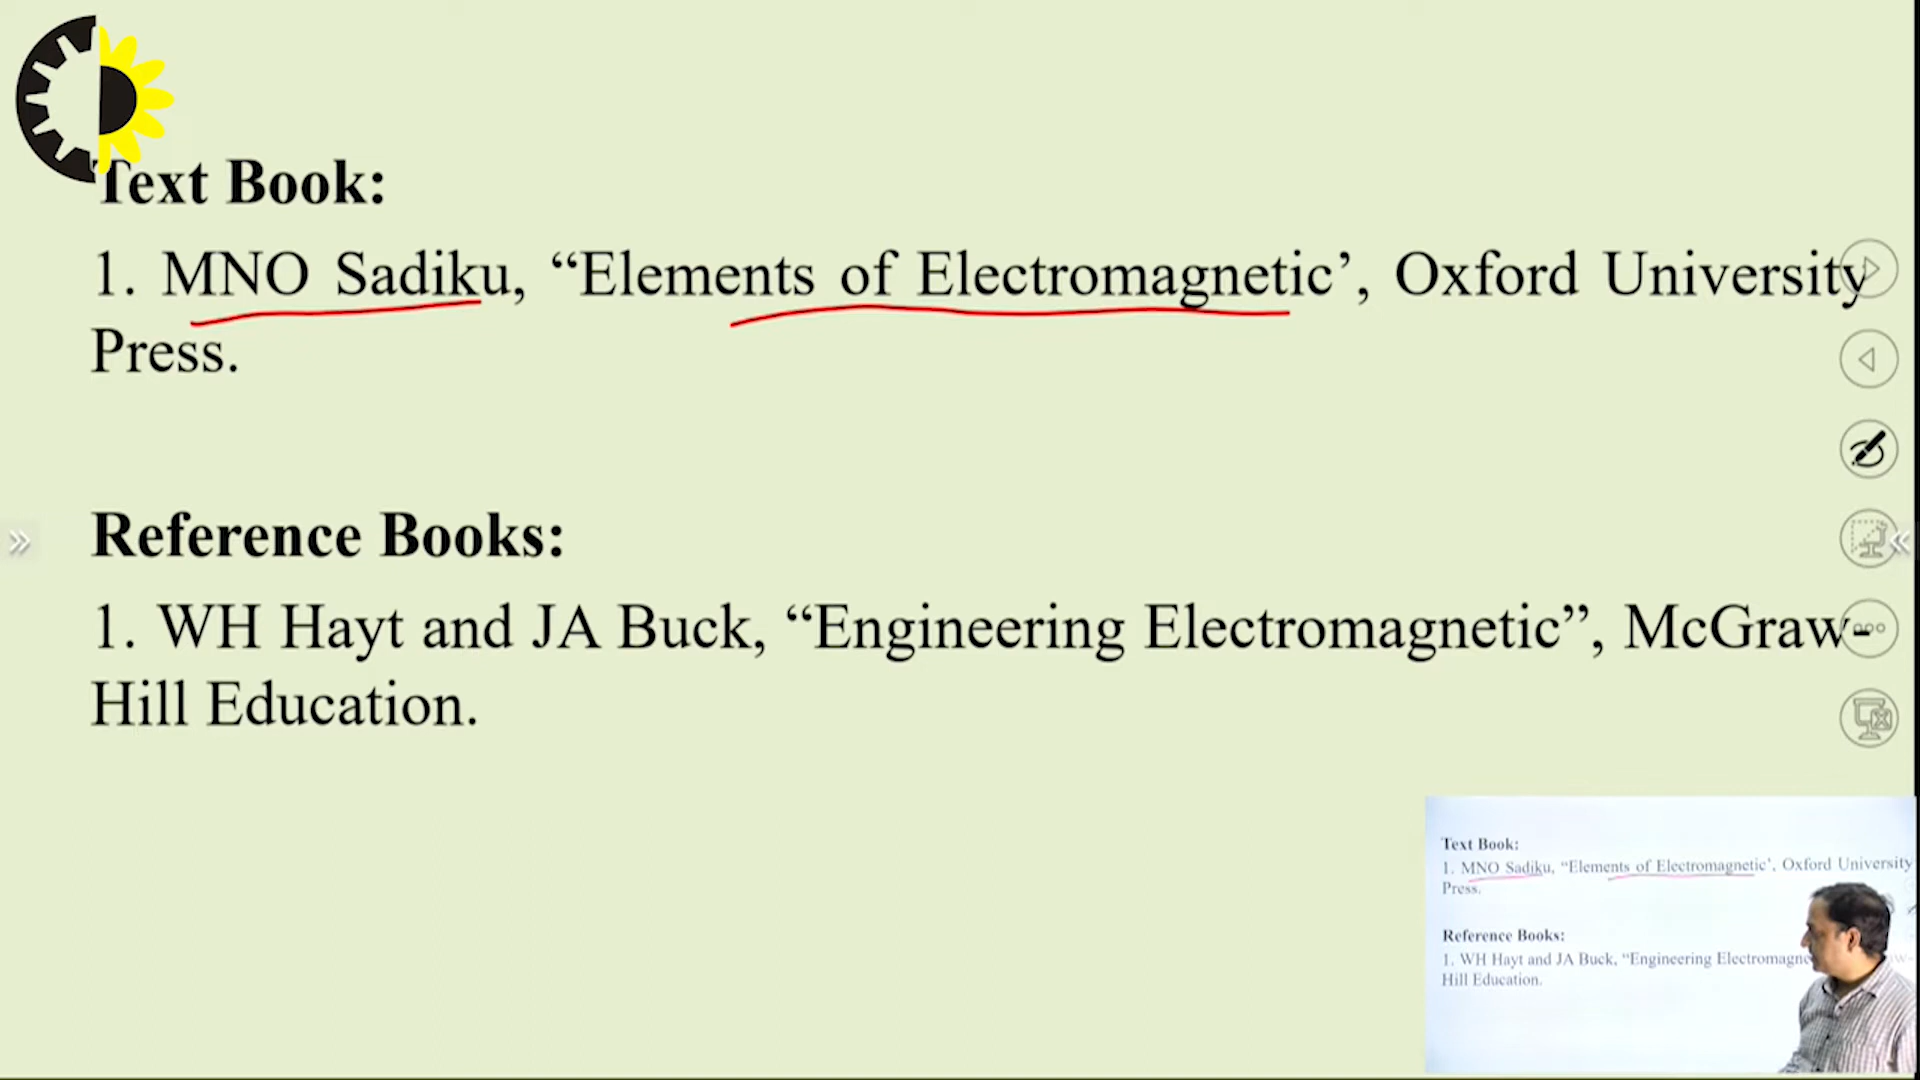 Text Book:
1. MNO Sadiku, “Elements of Electromagnetic’, Oxford University
Press.
Reference Books:
1. WH Hayt and JA Buck, “Engineering Electromagnetic”, McGraw-
Hill Education.
Text Book:
1. MNO Sadiku, “Elements of Electromagnetic’, Oxford University
Press.
Reference Books:
1. WH Hayt and JA Buck, “Engineering
Hill Education.